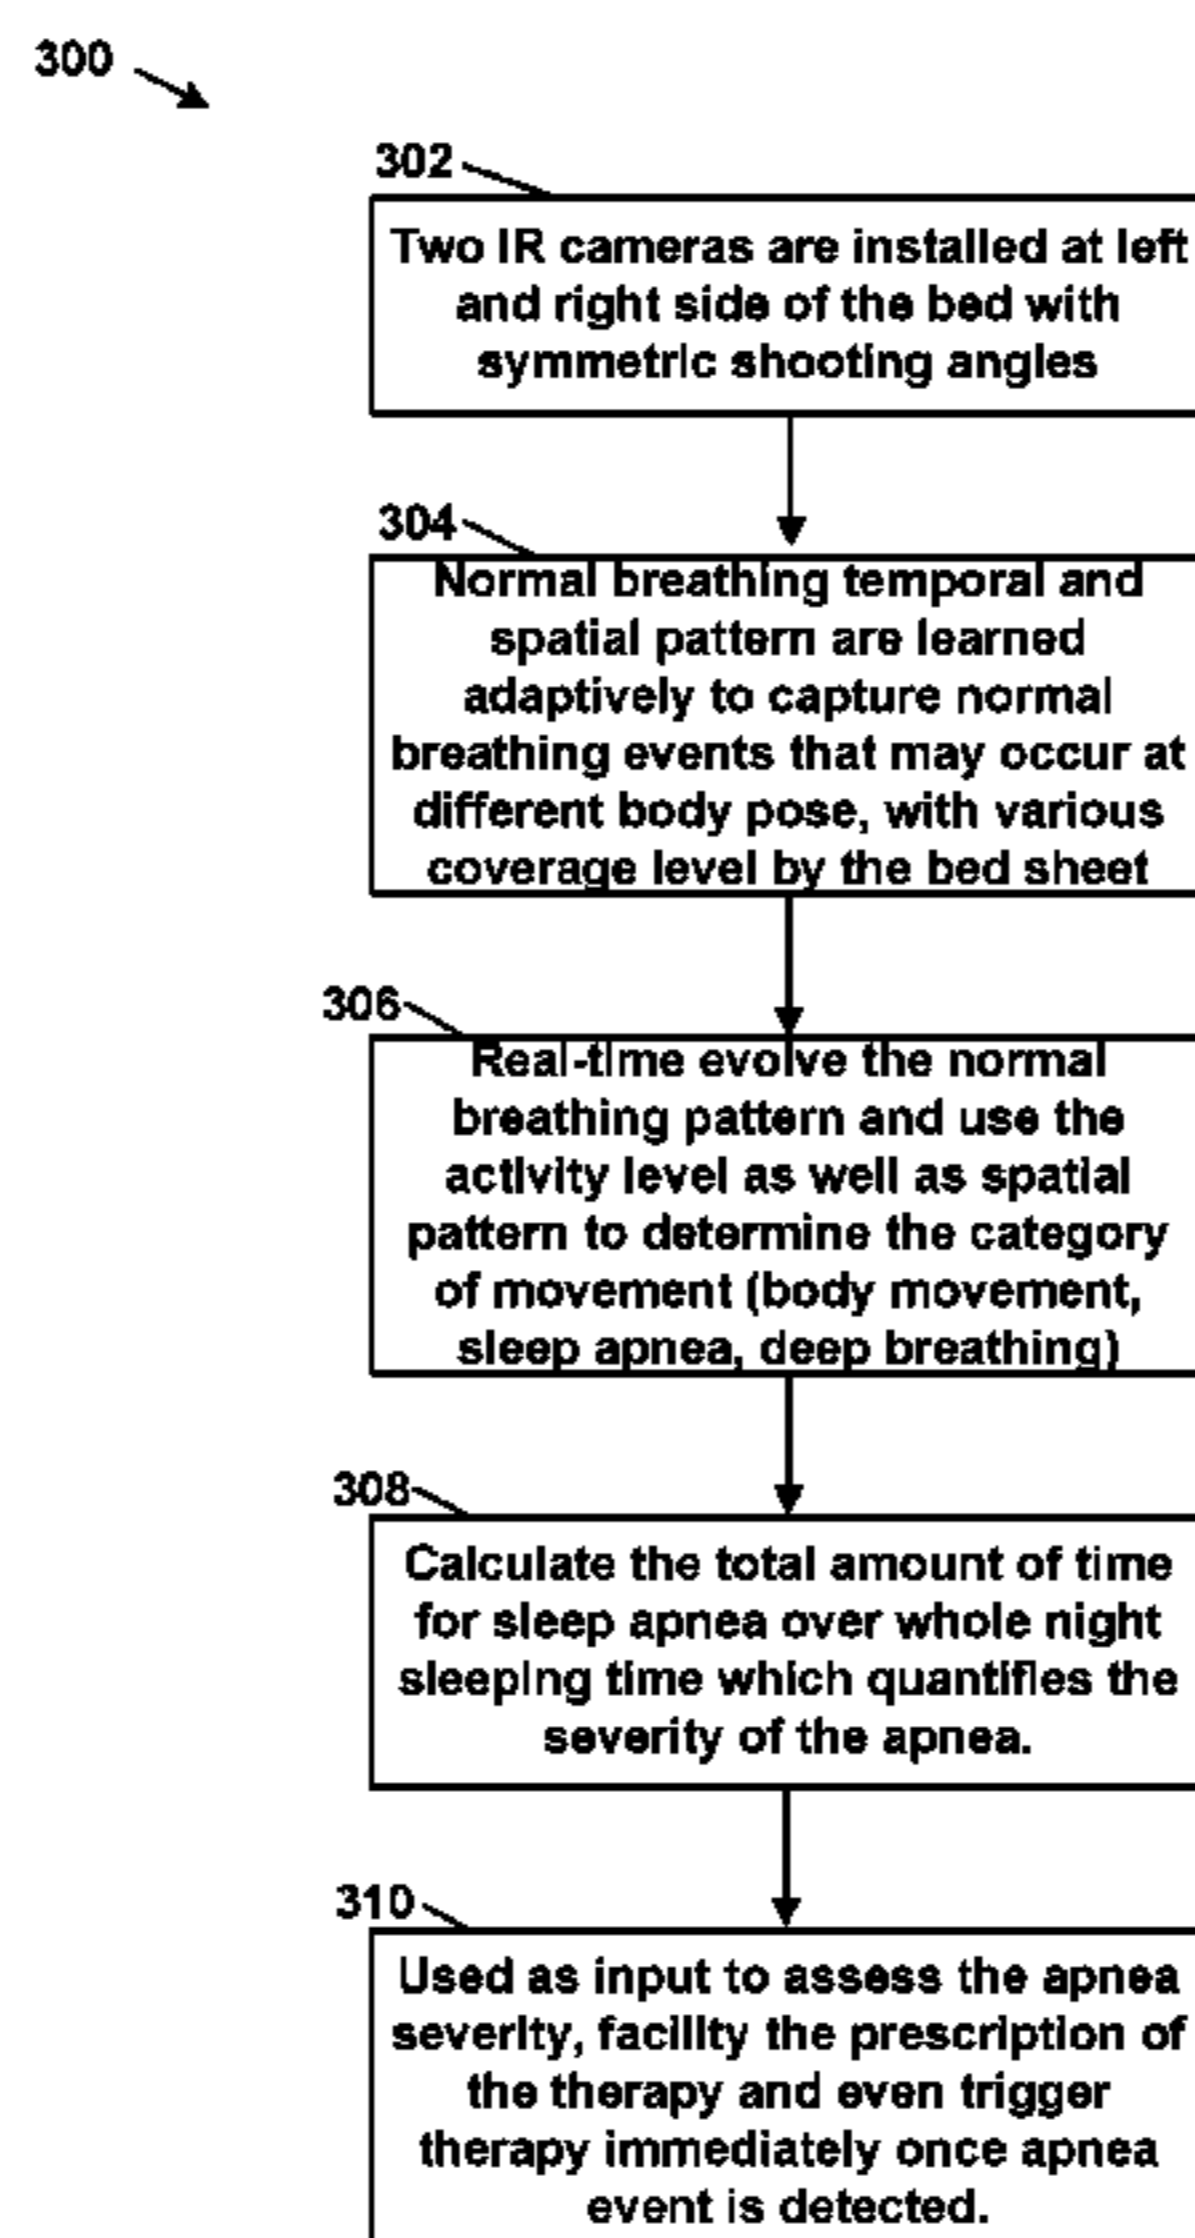 300
302
Two IR cameras are installed at left
and right side of the bed with
symmetric shooting angles
304
Normal breathing temporal and
spatial pattern are learned
adaptively to capture normal
breathing events that may occur at
different body pose, with various
coverage level by the bed sheet
306
Real-time evolve the normal
breathing pattern and use the
activity level as well as spatial
pattern to determine the category
of movement (body movement,
sleep apnea, deep breathing)
308
Calculate the total amount of time
for sleep apnea over whole night
sleeping time which quantifies the
severity of the apnea.
310
Used as input to assess the apnea
severity, facility the prescription of
the therapy and even trigger
therapy immediately once apnea
event is detected.